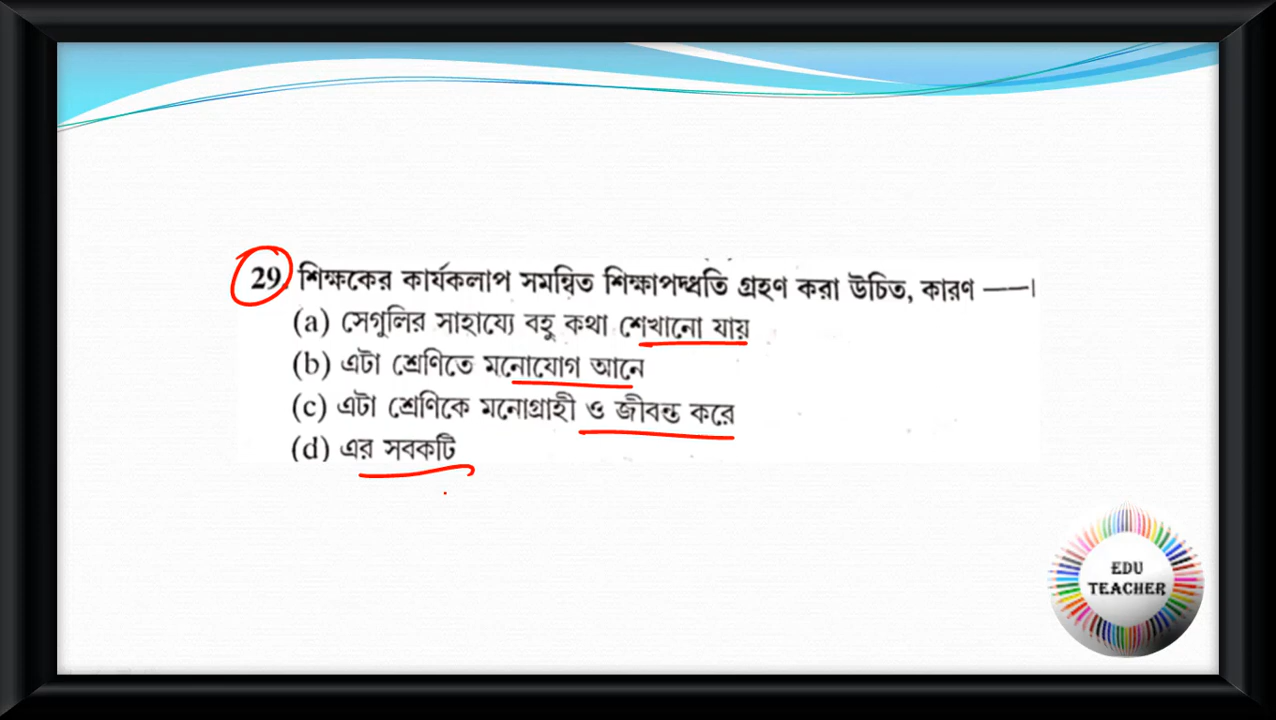 29. শিক্ষকের কার্যকলাপ সমন্বিত শিক্ষাপদ্ধতি গ্রহণ করা উচিত, কারণ ——।
(a) সেগুলির সাহায্যে বহু কথা শেখানো যায়
(b) এটা শ্রেণিতে মনোযোগ আনে
(c) এটা শ্রেণিকে মনোগ্রাহী ও জীবন্ত করে
(d) এর সবকটি
EDU
TEACHER